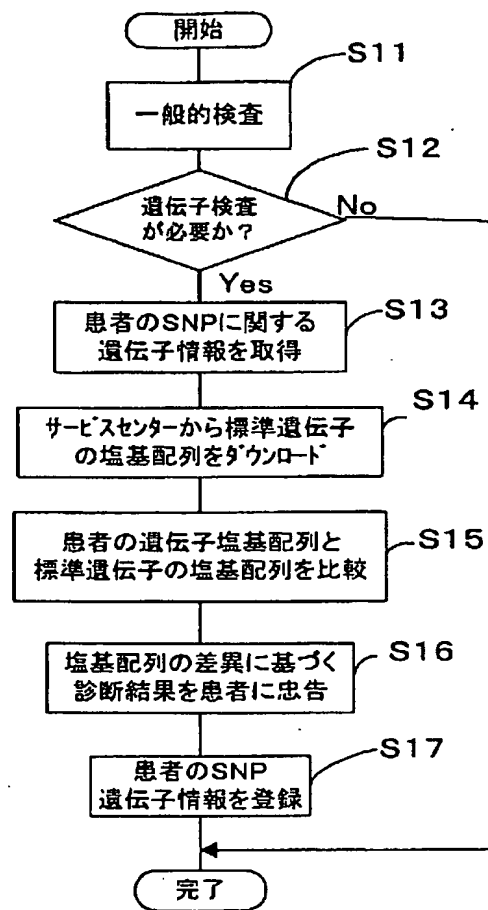 開始
S11
一般的検査
S12
遺伝子検査
が必要か？
No
Yes
患者のSNPに関する
遺伝子情報を取得
S13
S14
サービスセンターから標準遺伝子
の塩基配列をダウンロード
患者の遺伝子塩基配列と
標準遺伝子の塩基配列を比較
S15
塩基配列の差異に基づく
診断結果を患者に忠告
S16
S17
患者のSNP
遺伝子情報を登録
完了